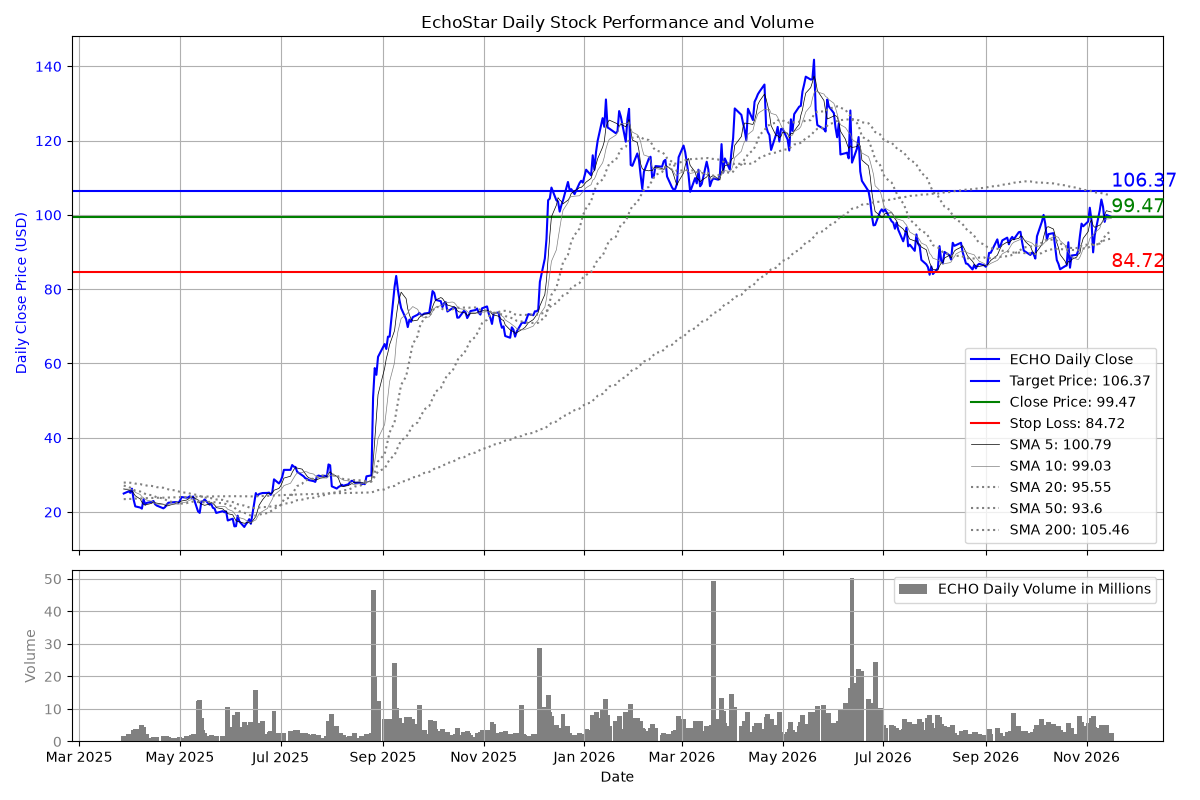 EchoStar Daily Stock Performance and Volume
Daily Close Price (USD)
140
120
100
80
60
40
20
106.37
99.47
84.72
ECHO Daily Close
Target Price: 106.37
Close Price: 99.47
Stop Loss: 84.72
SMA 5: 100.79
SMA 10: 99.03
SMA 20: 95.55
SMA 50: 93.6
SMA 200: 105.46
Volume
50
40
30
20
10
0
ECHO Daily Volume in Millions
Mar 2025 May 2025 Jul 2025 Sep 2025 Nov 2025 Jan 2026 Mar 2026 May 2026 Jul 2026 Sep 2026 Nov 2026
Date